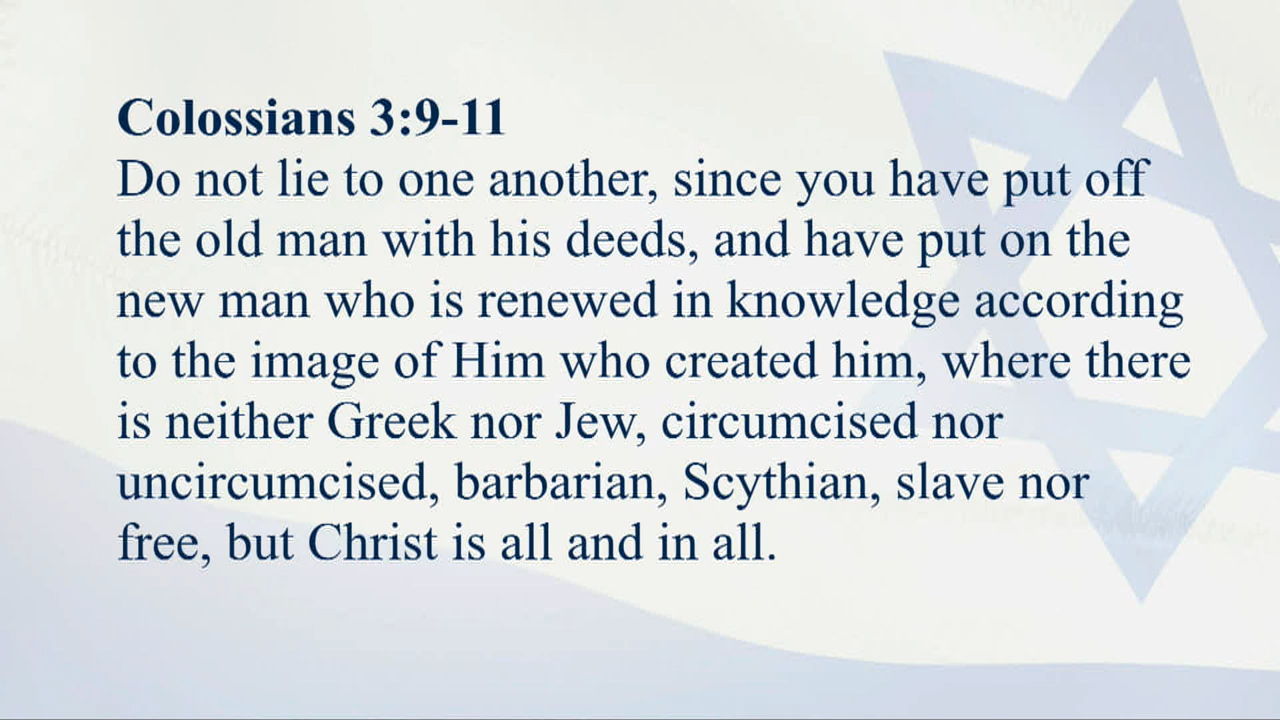 Colossians 3:9-11
Do not lie to one another, since you have put off
the old man with his deeds, and have put on the
new man who is renewed in knowledge according
to the image of Him who created him, where there
is neither Greek nor Jew, circumcised nor
uncircumcised, barbarian, Scythian, slave nor
free, but Christ is all and in all.